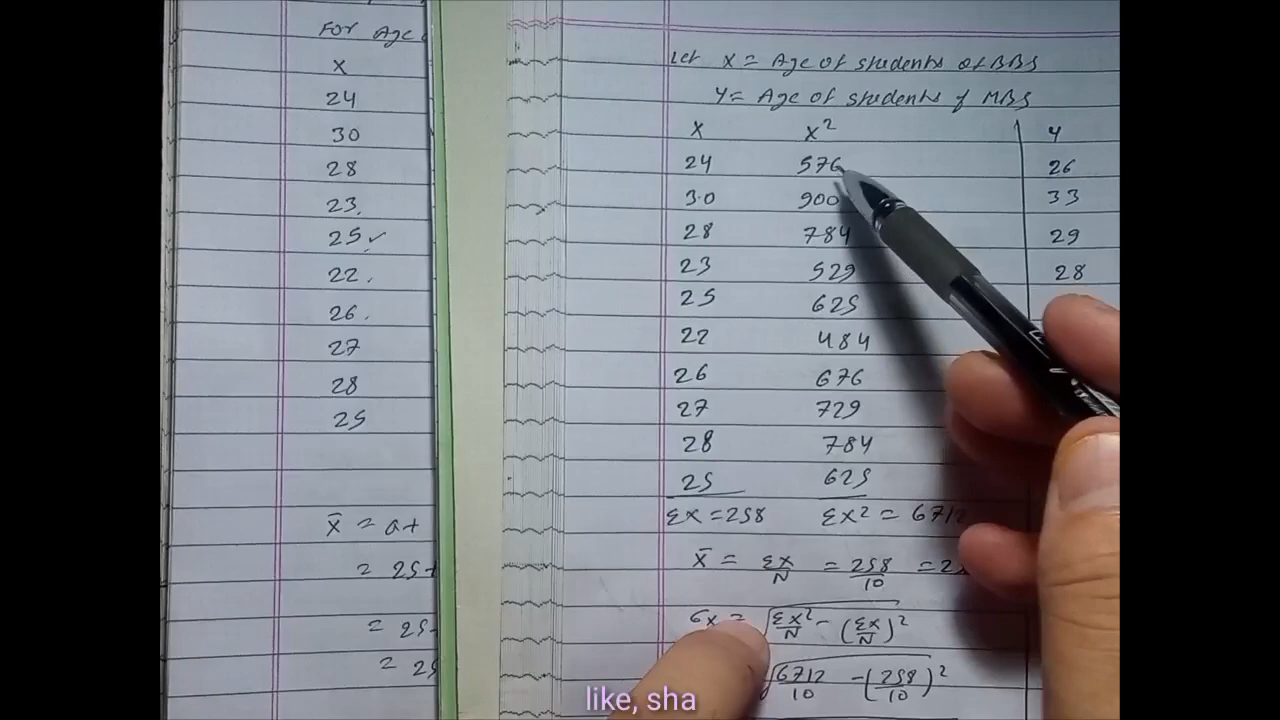 For Age
X
24
30
28
23
25 ✓
22
26
27
28
25
x̄ = a+
= 25+
= 25
= 25
Let X = Age of students of BBS
Y = Age of students of MBS
X X² Y
24 576 26
30 900 33
28 784 29
23 529 28
25 625
22 484
26 676
27 729
28 784
25 625
ΣX = 258 ΣX² = 6712
X̄ = ΣX/N = 258/10 = 2
σx = √(ΣX²/N - (ΣX/N)²)
√(6712/10 - (258/10)²)
like, sha